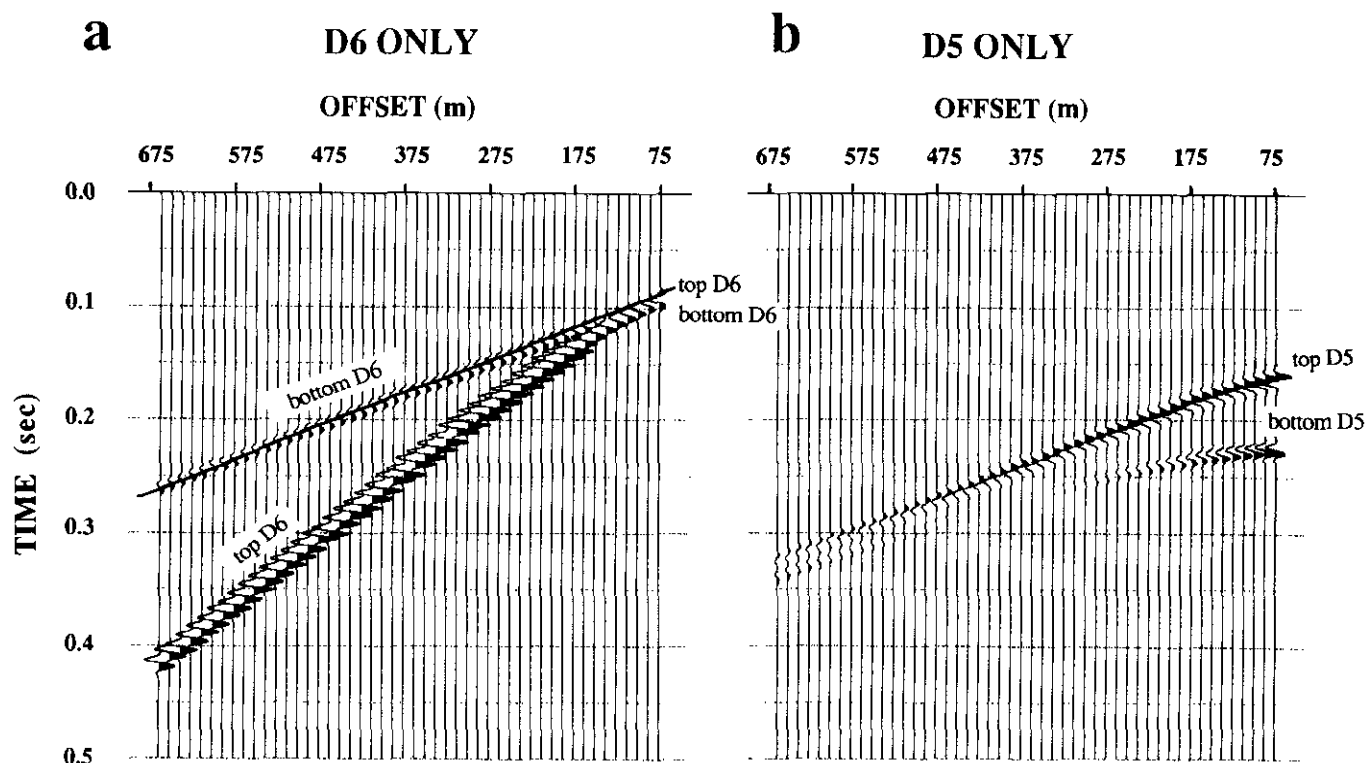 a
D6 ONLY
OFFSET (m)
675 575 475 375 275 175 75
TIME (sec)
0.0
0.1
0.2
0.3
0.4
0.5
top D6
bottom D6
bottom D6
top D6
b
D5 ONLY
OFFSET (m)
675 575 475 375 275 175 75
top D5
bottom D5